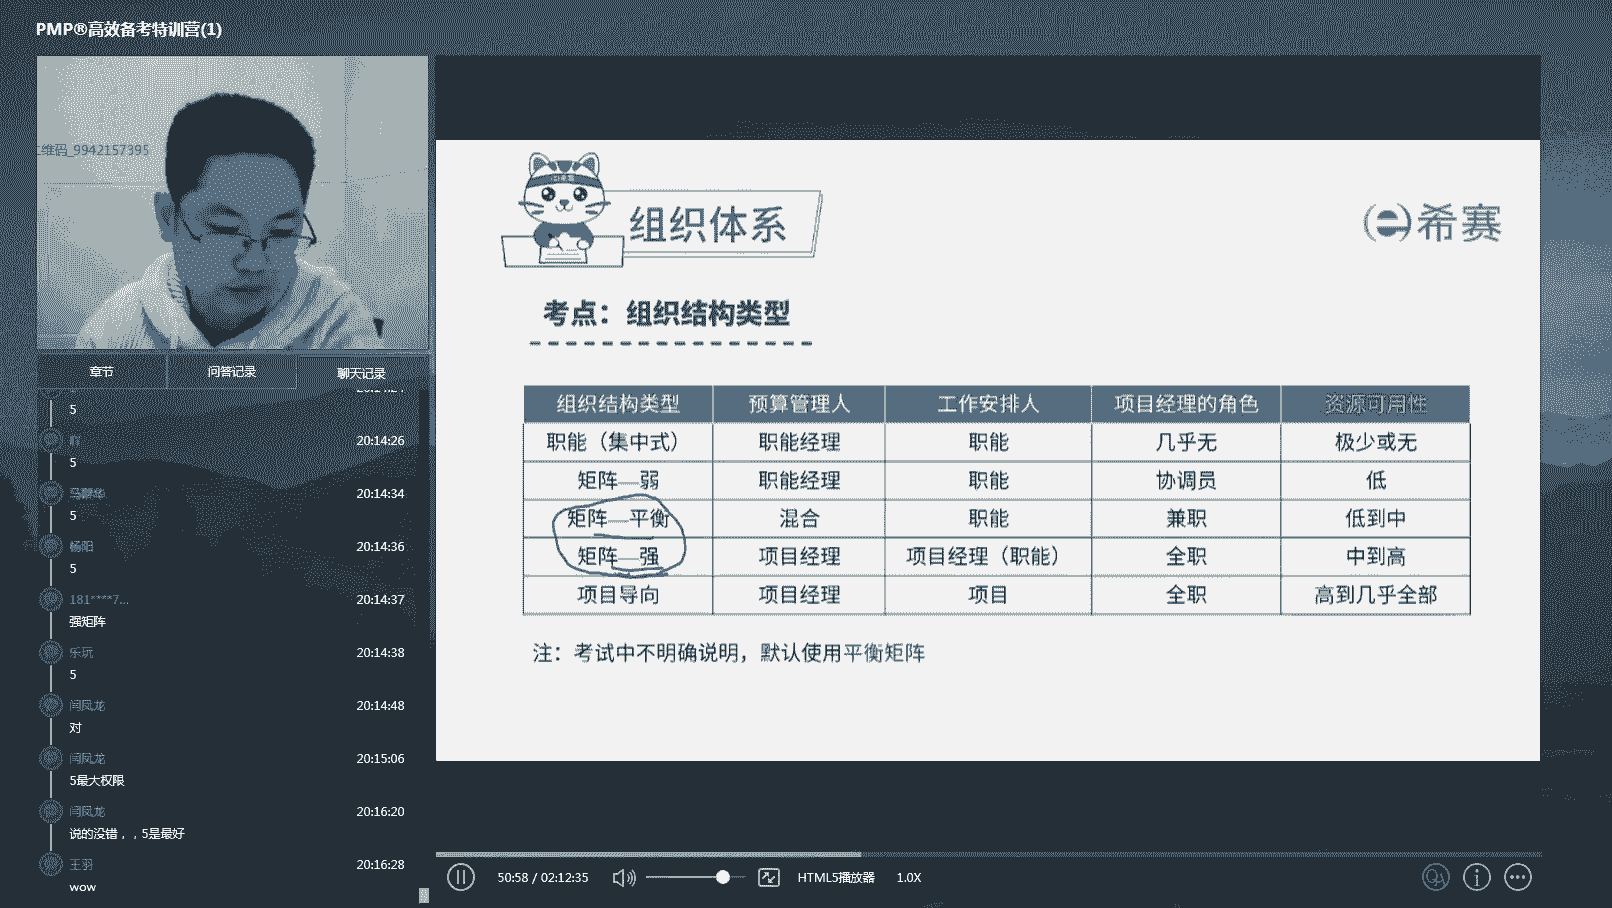 PMP®高效备考特训营(1)
维码_9942157395
章节 问答记录 聊天记录
5
20:14:26
5
马群华 20:14:34
5
杨阳 20:14:36
5
181****7... 20:14:37
强矩阵
乐玩 20:14:38
5
闫凤龙 20:14:48
对
闫凤龙 20:15:06
5最大权限
闫凤龙 20:16:20
说的没错，，5是最好
王羽 20:16:28
wow
组织体系
希赛
考点：组织结构类型
组织结构类型 预算管理人 工作安排人 项目经理的角色 资源可用性
职能（集中式） 职能经理 职能 几乎无 极少或无
矩阵—弱 职能经理 职能 协调员 低
矩阵—平衡 混合 职能 兼职 低到中
矩阵—强 项目经理 项目经理（职能） 全职 中到高
项目导向 项目经理 项目 全职 高到几乎全部
注：考试中不明确说明，默认使用平衡矩阵
50:58 / 02:12:35 HTML5播放器 1.0X